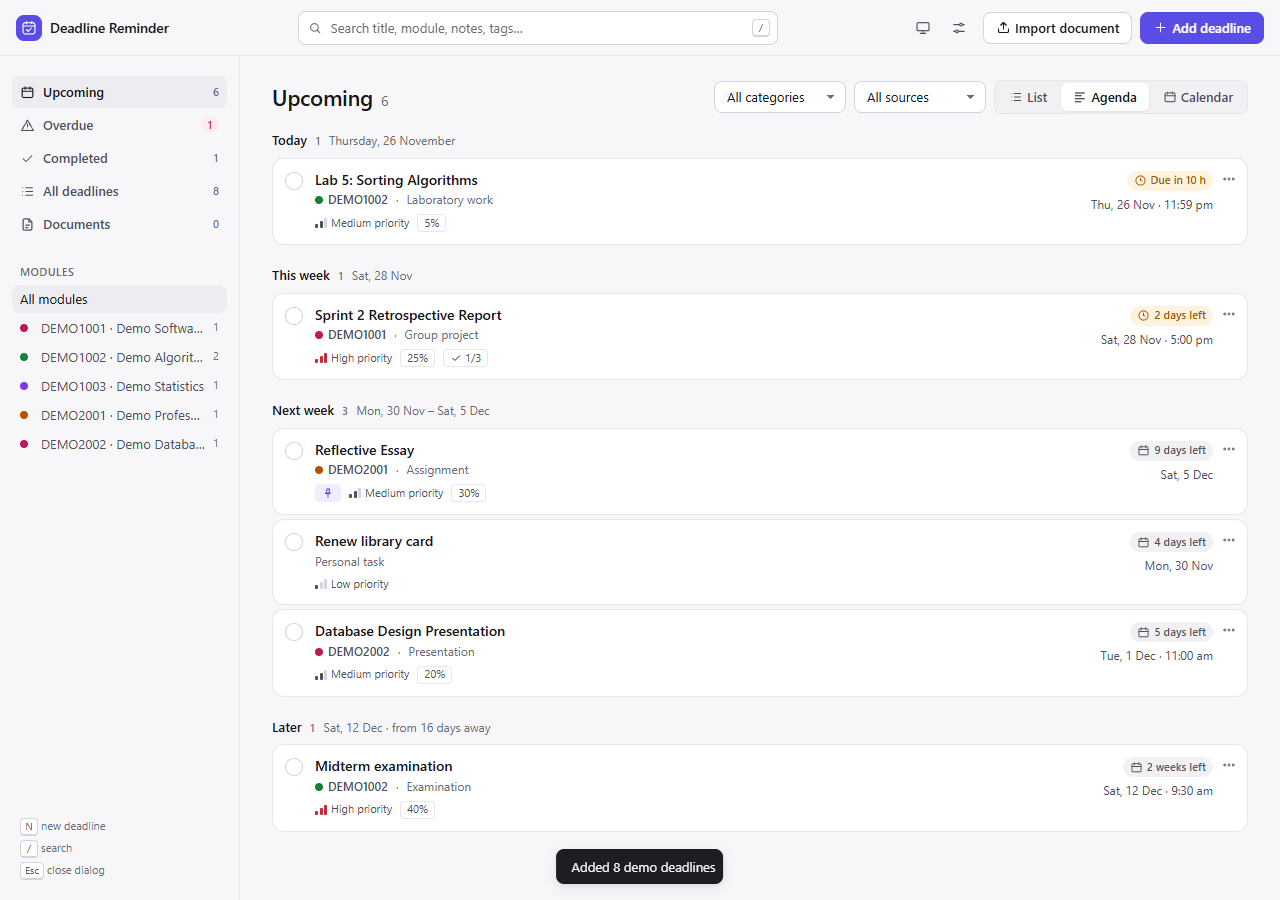 Deadline Reminder
Search title, module, notes, tags...
/
Import document
Add deadline
Upcoming 6
Overdue 1
Completed 1
All deadlines 8
Documents 0
MODULES
All modules
DEMO1001 · Demo Softwa... 1
DEMO1002 · Demo Algorit... 2
DEMO1003 · Demo Statistics 1
DEMO2001 · Demo Profes... 1
DEMO2002 · Demo Databa... 1
N new deadline
/ search
Esc close dialog
Upcoming 6
All categories
All sources
List
Agenda
Calendar
Today 1 Thursday, 26 November
Lab 5: Sorting Algorithms
Due in 10 h
DEMO1002 · Laboratory work
Thu, 26 Nov · 11:59 pm
Medium priority 5%
This week 1 Sat, 28 Nov
Sprint 2 Retrospective Report
2 days left
DEMO1001 · Group project
Sat, 28 Nov · 5:00 pm
High priority 25% 1/3
Next week 3 Mon, 30 Nov – Sat, 5 Dec
Reflective Essay
9 days left
DEMO2001 · Assignment
Sat, 5 Dec
Medium priority 30%
Renew library card
4 days left
Personal task
Mon, 30 Nov
Low priority
Database Design Presentation
5 days left
DEMO2002 · Presentation
Tue, 1 Dec · 11:00 am
Medium priority 20%
Later 1 Sat, 12 Dec · from 16 days away
Midterm examination
2 weeks left
DEMO1002 · Examination
Sat, 12 Dec · 9:30 am
High priority 40%
Added 8 demo deadlines